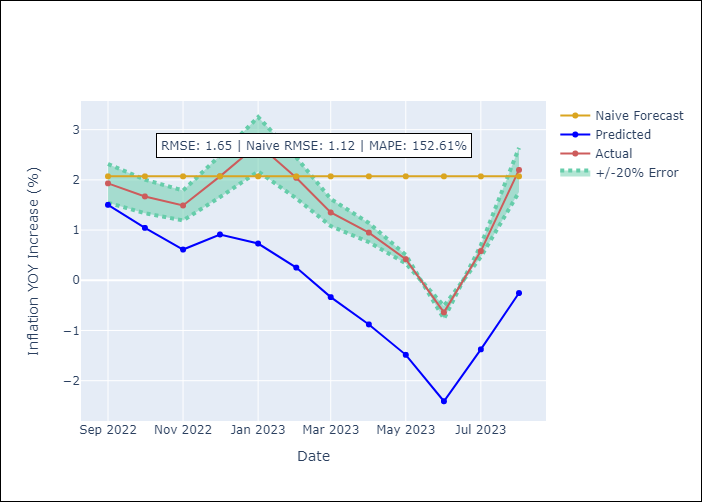 RMSE: 1.65 | Naive RMSE: 1.12 | MAPE: 152.61%
Naive Forecast
Predicted
Actual
+/-20% Error
Inflation YOY Increase (%)
3
2
1
0
−1
−2
Sep 2022
Nov 2022
Jan 2023
Mar 2023
May 2023
Jul 2023
Date